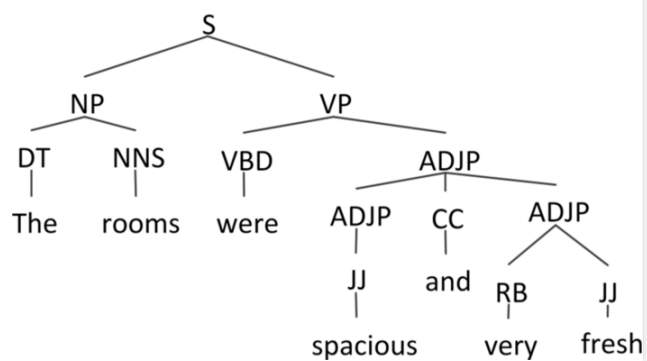 S
NP VP
DT NNS VBD ADJP
The rooms were ADJP CC ADJP
JJ and RB JJ
spacious very fresh